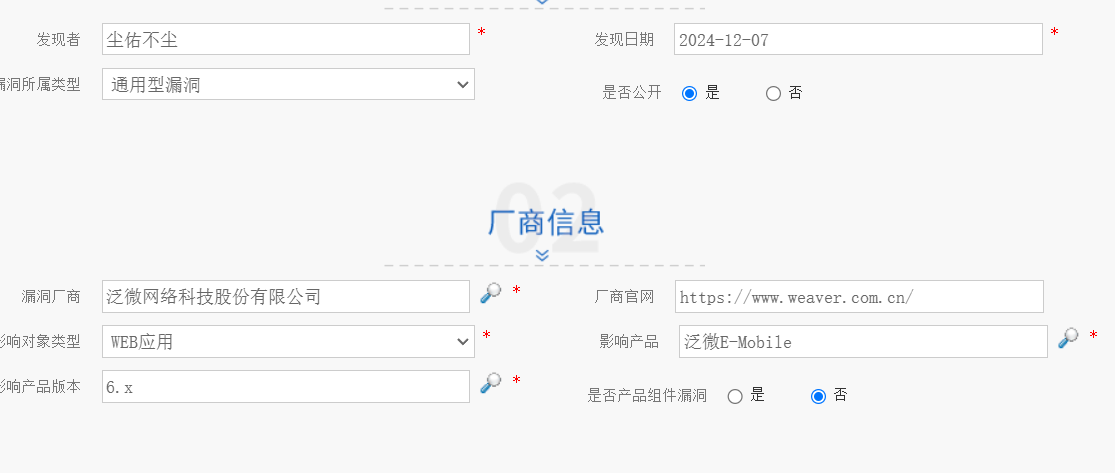 发现者 尘佑不尘 * 发现日期 2024-12-07 *
漏洞所属类型 通用型漏洞 是否公开 是 否
02
厂商信息
漏洞厂商 泛微网络科技股份有限公司 * 厂商官网 https://www.weaver.com.cn/
影响对象类型 WEB应用 * 影响产品 泛微E-Mobile *
影响产品版本 6.x * 是否产品组件漏洞 是 否